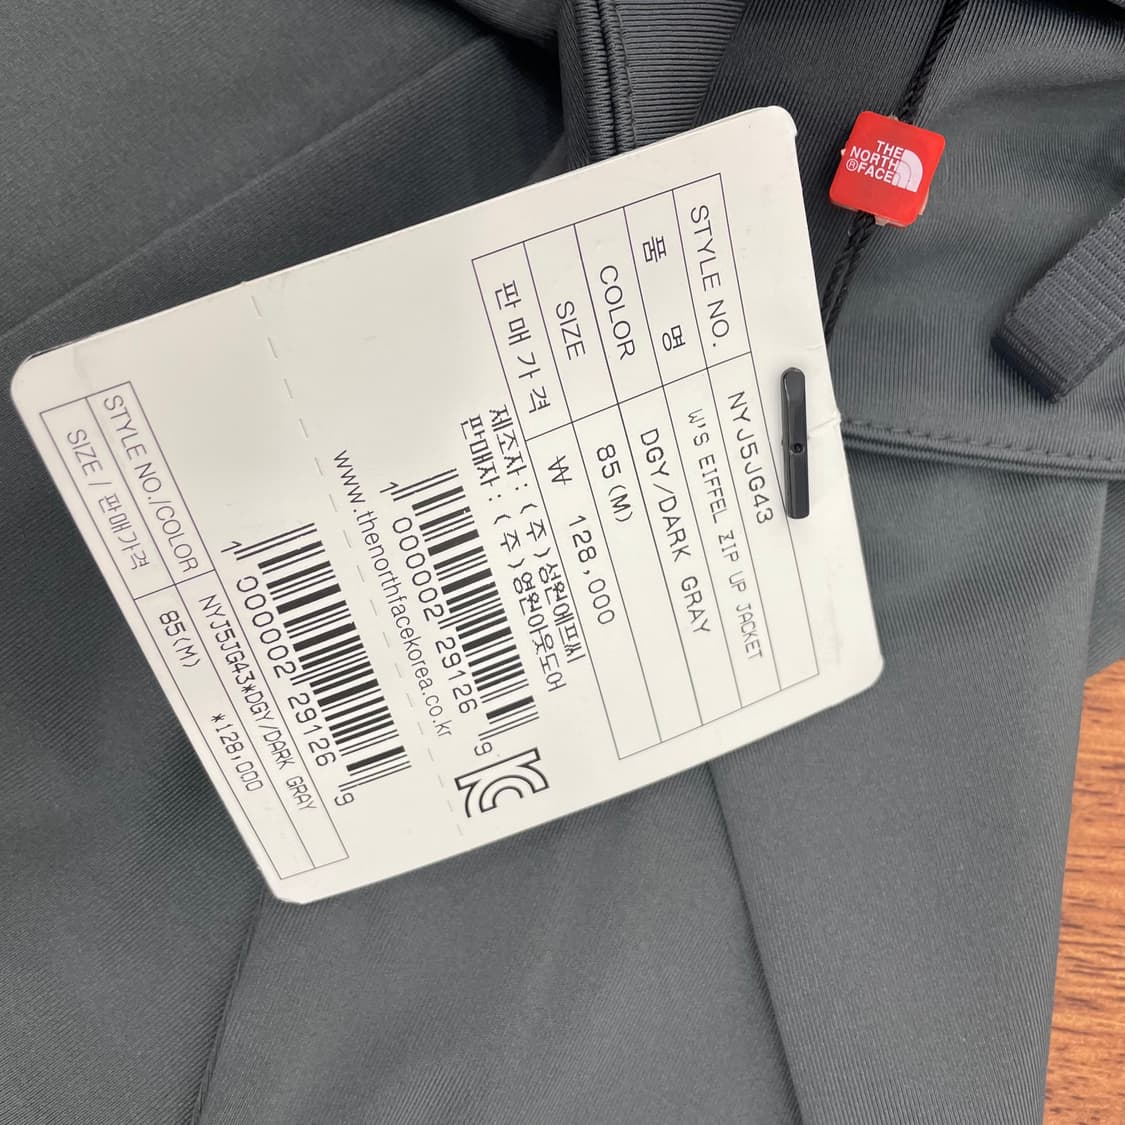 THE
NORTH
®FACE
STYLE NO. NYJ5JG43
품 명 W'S EIFFEL ZIP UP JACKET
COLOR DGY/DARK GRAY
SIZE 85(M)
판 매 가 격 ₩ 128,000
제조자 : (주)성원에프씨
판매자 : (주)영원아웃도어
1 000002 29126 9
www.thenorthfacekorea.co.kr
1 000002 29126 9
STYLE NO./COLOR NYJ5JG43*DGY/DARK GRAY
SIZE / 판매가격 85(M) *128,000